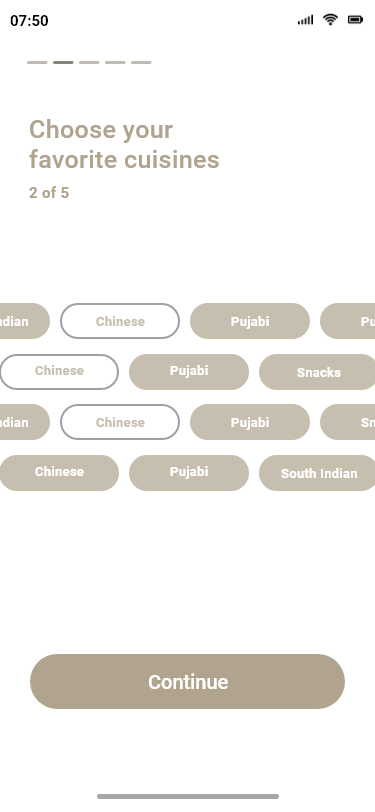 07:50
Choose your
favorite cuisines
2 of 5
ndian Chinese Pujabi Pu
Chinese Pujabi Snacks
ndian Chinese Pujabi Sn
Chinese Pujabi South Indian
Continue